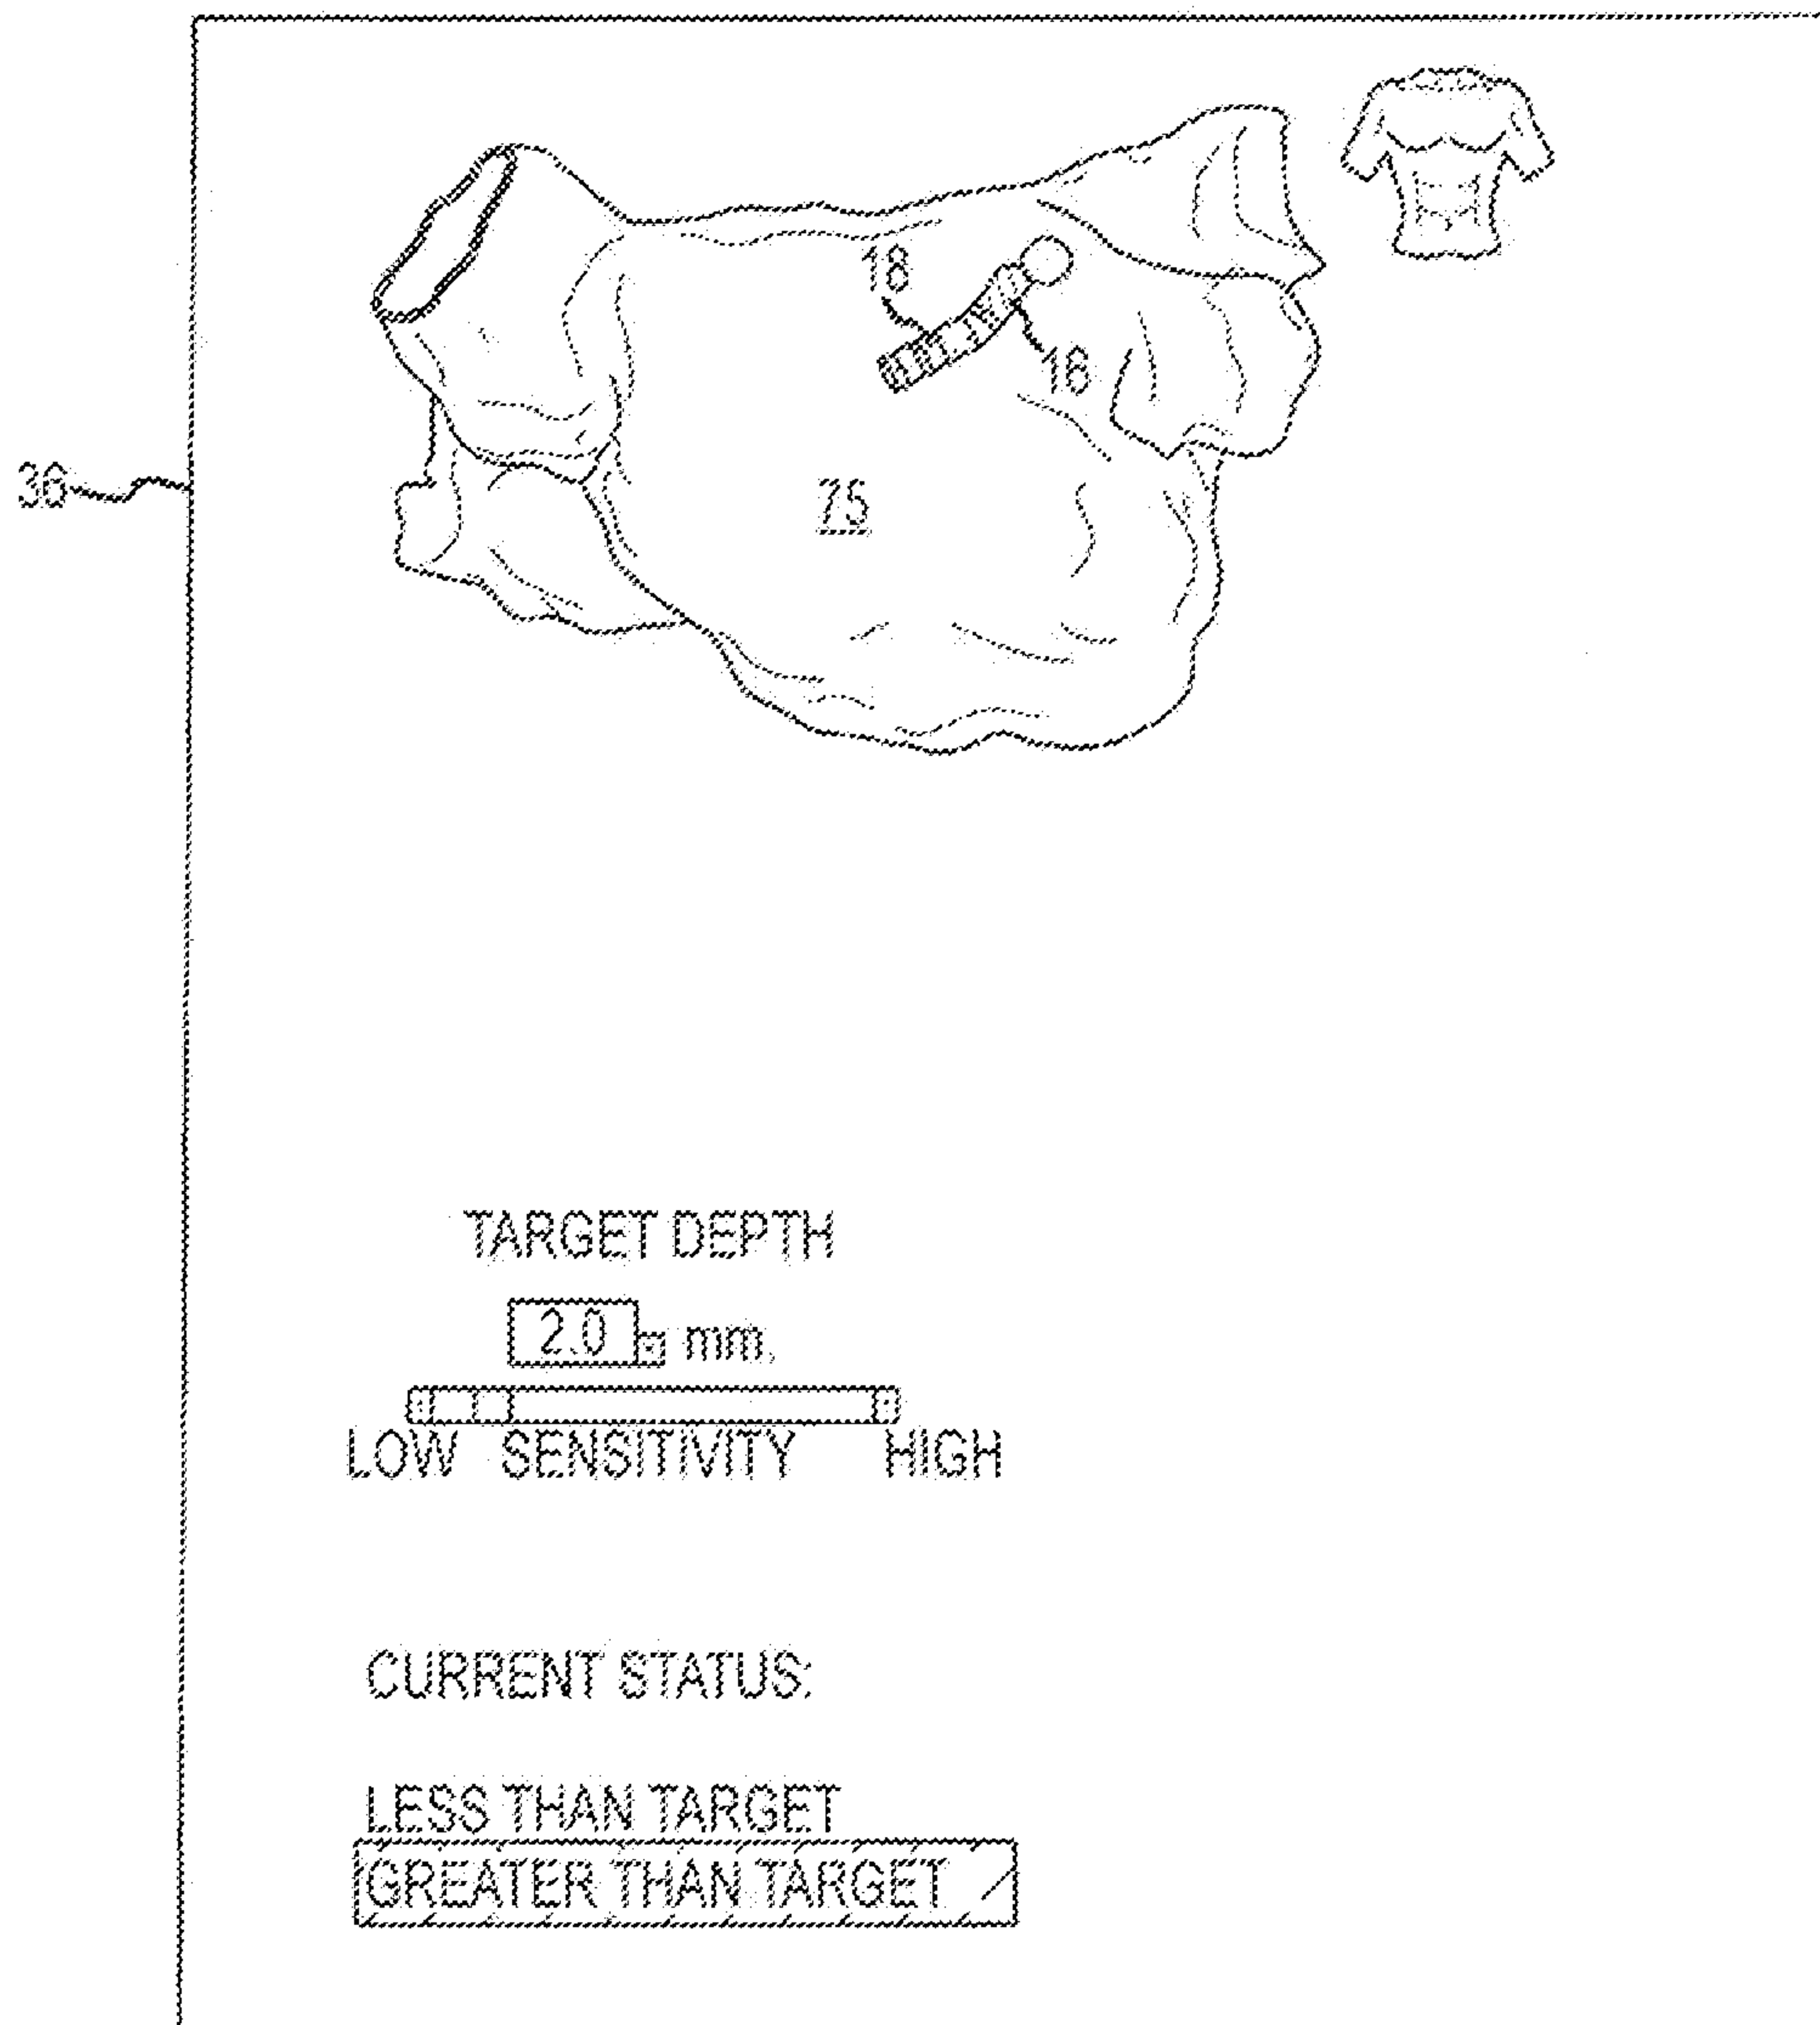 18
16
36
75
TARGET DEPTH
2.0 mm.
LOW SENSITIVITY HIGH
CURRENT STATUS:
LESS THAN TARGET
GREATER THAN TARGET